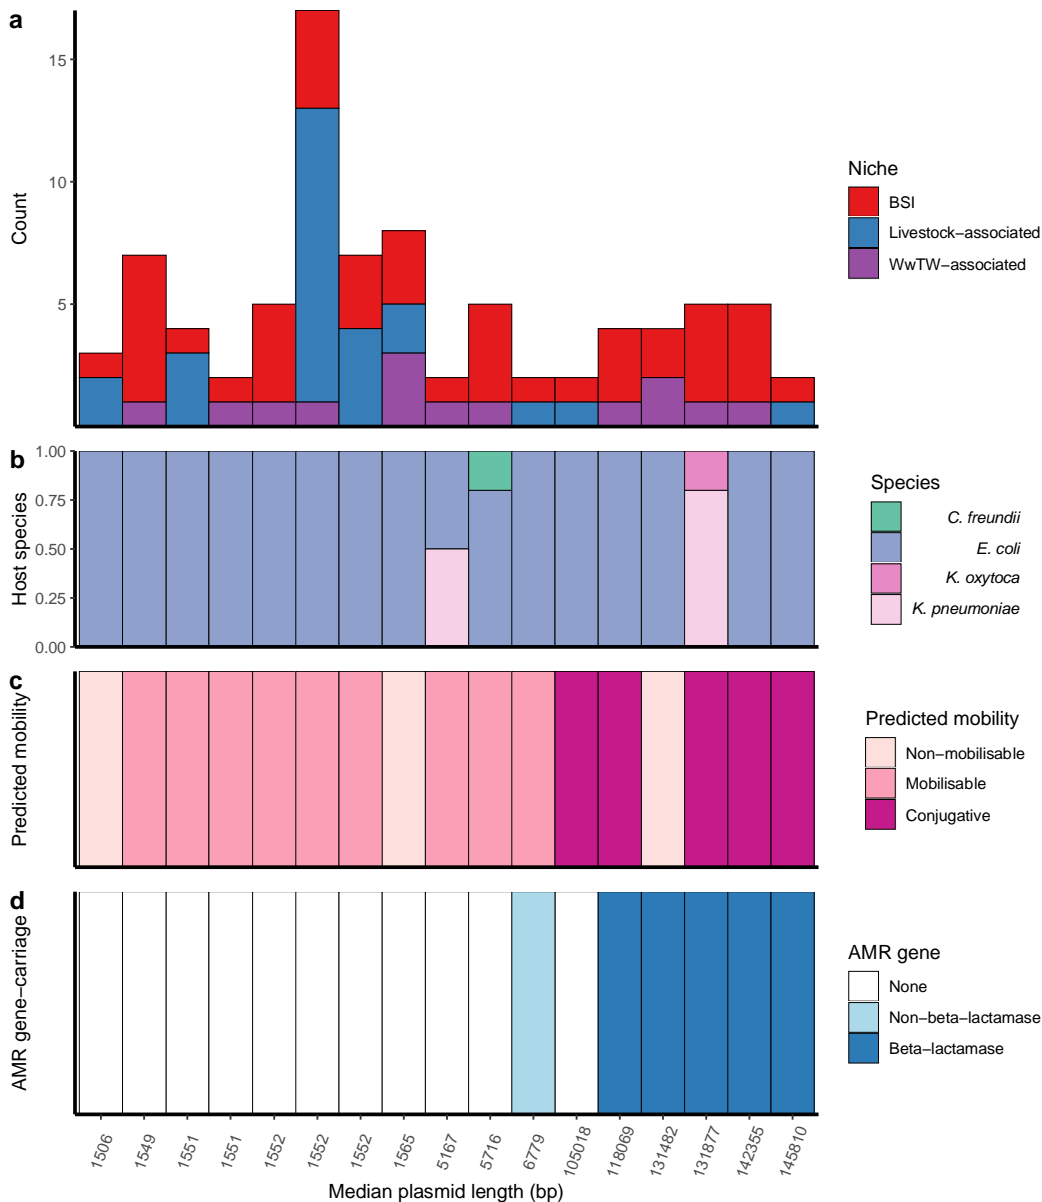 a
15
10
5
Count
Niche
BSI
Livestock−associated
WwTW−associated
b
1.00
0.75
0.50
0.25
0.00
Host species
Species
C. freundii
E. coli
K. oxytoca
K. pneumoniae
c
Predicted mobility
Predicted mobility
Non−mobilisable
Mobilisable
Conjugative
d
AMR gene−carriage
AMR gene
None
Non−beta−lactamase
Beta−lactamase
1506 1549 1551 1551 1552 1552 1552 1565 5167 5716 6779 105018 118069 131482 131877 142355 145810
Median plasmid length (bp)